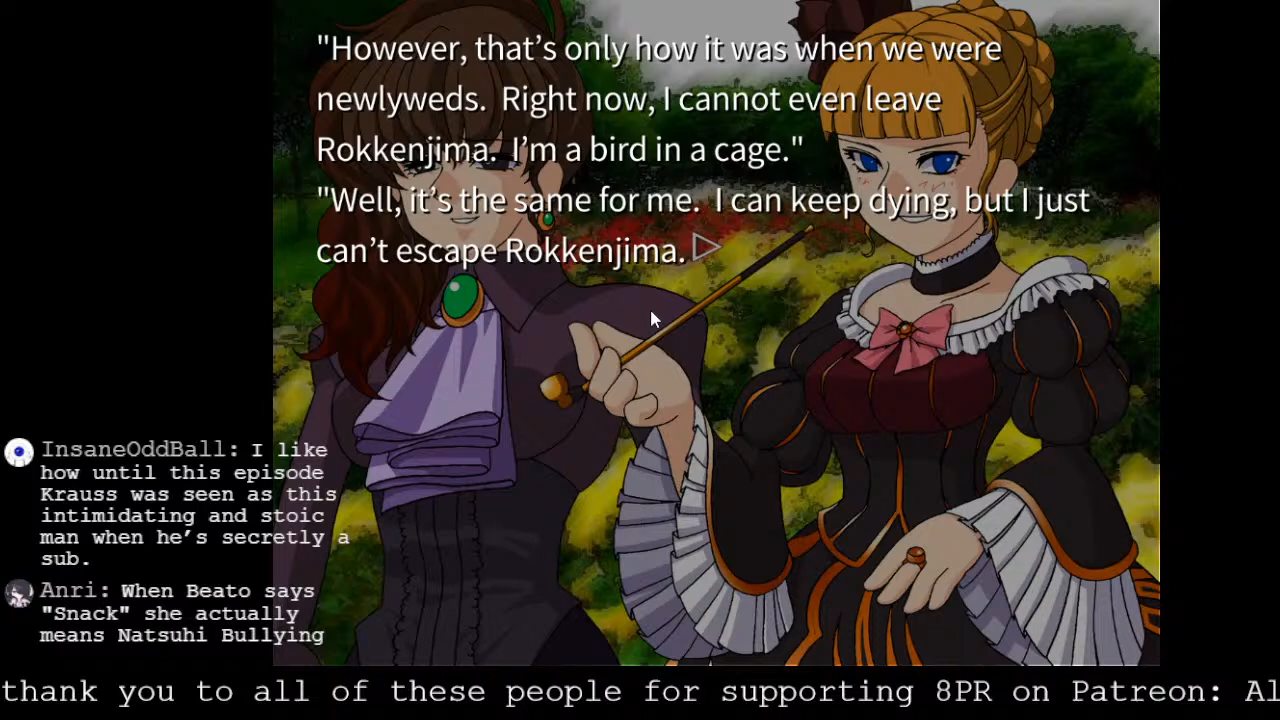 "However, that’s only how it was when we were
newlyweds.  Right now, I cannot even leave
Rokkenjima.  I’m a bird in a cage."
"Well, it’s the same for me.  I can keep dying, but I just
can’t escape Rokkenjima.
InsaneOddBall: I like
how until this episode
Krauss was seen as this
intimidating and stoic
man when he’s secretly a
sub.
Anri: When Beato says
"Snack" she actually
means Natsuhi Bullying
thank you to all of these people for supporting 8PR on Patreon: Al